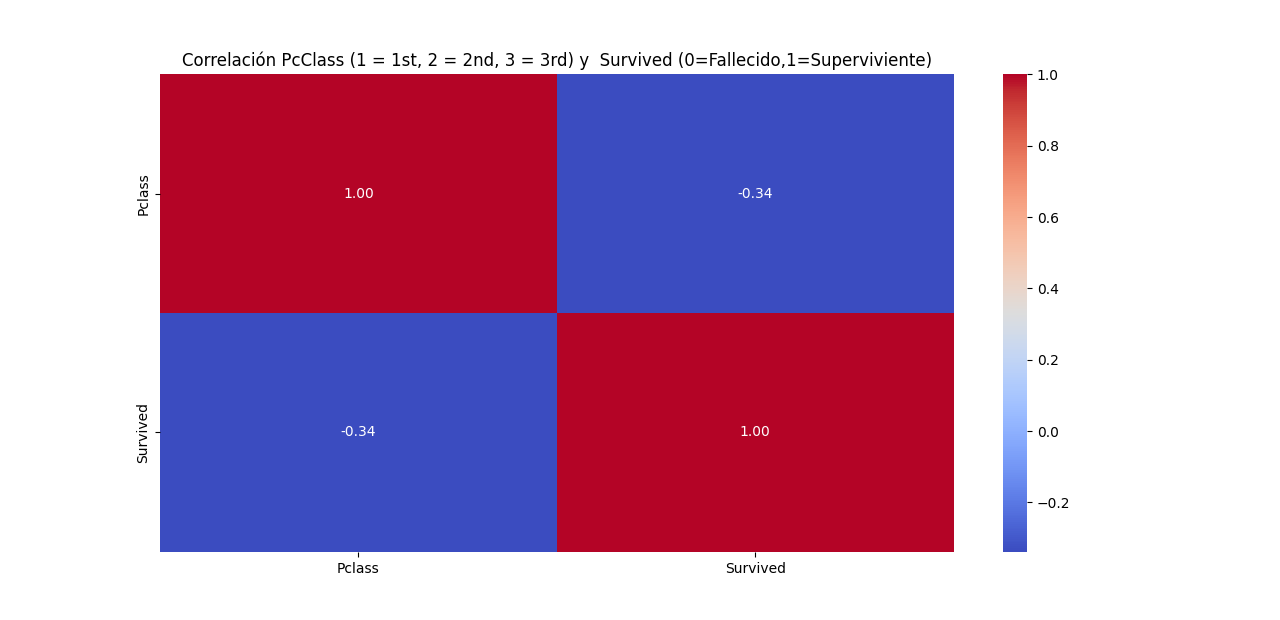 Correlación PcClass (1 = 1st, 2 = 2nd, 3 = 3rd) y  Survived (0=Fallecido,1=Superviviente)
Pclass
1.00
-0.34
Survived
-0.34
1.00
Pclass
Survived
1.0
0.8
0.6
0.4
0.2
0.0
−0.2